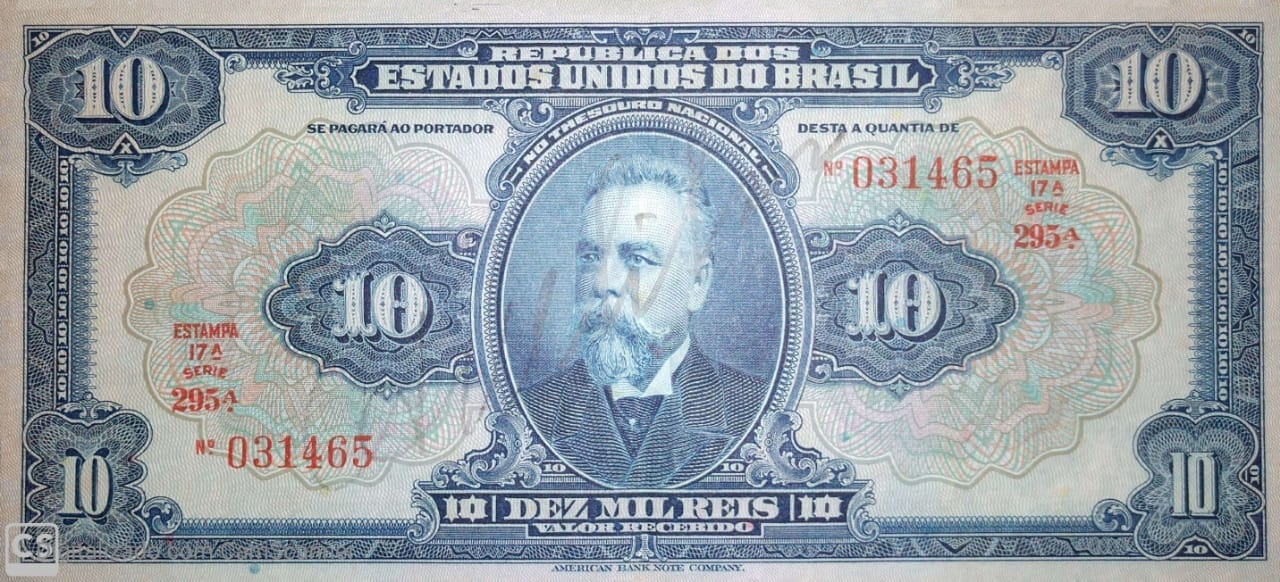 10
REPUBLICA DOS
10
ESTADOS UNIDOS DO BRASIL
X
X
NO THESOURO NACIONAL
SE PAGARÁ AO PORTADOR
DESTA A QUANTIA DE
Nº 031465
ESTAMPA
17A
SERIE
295A
10
10
ESTAMPA
17A
SERIE
295A
Nº 031465
10
10
10
10
10 DEZ MIL REIS 10
VALOR RECEBIDO
AMERICAN BANK NOTE COMPANY.
CS